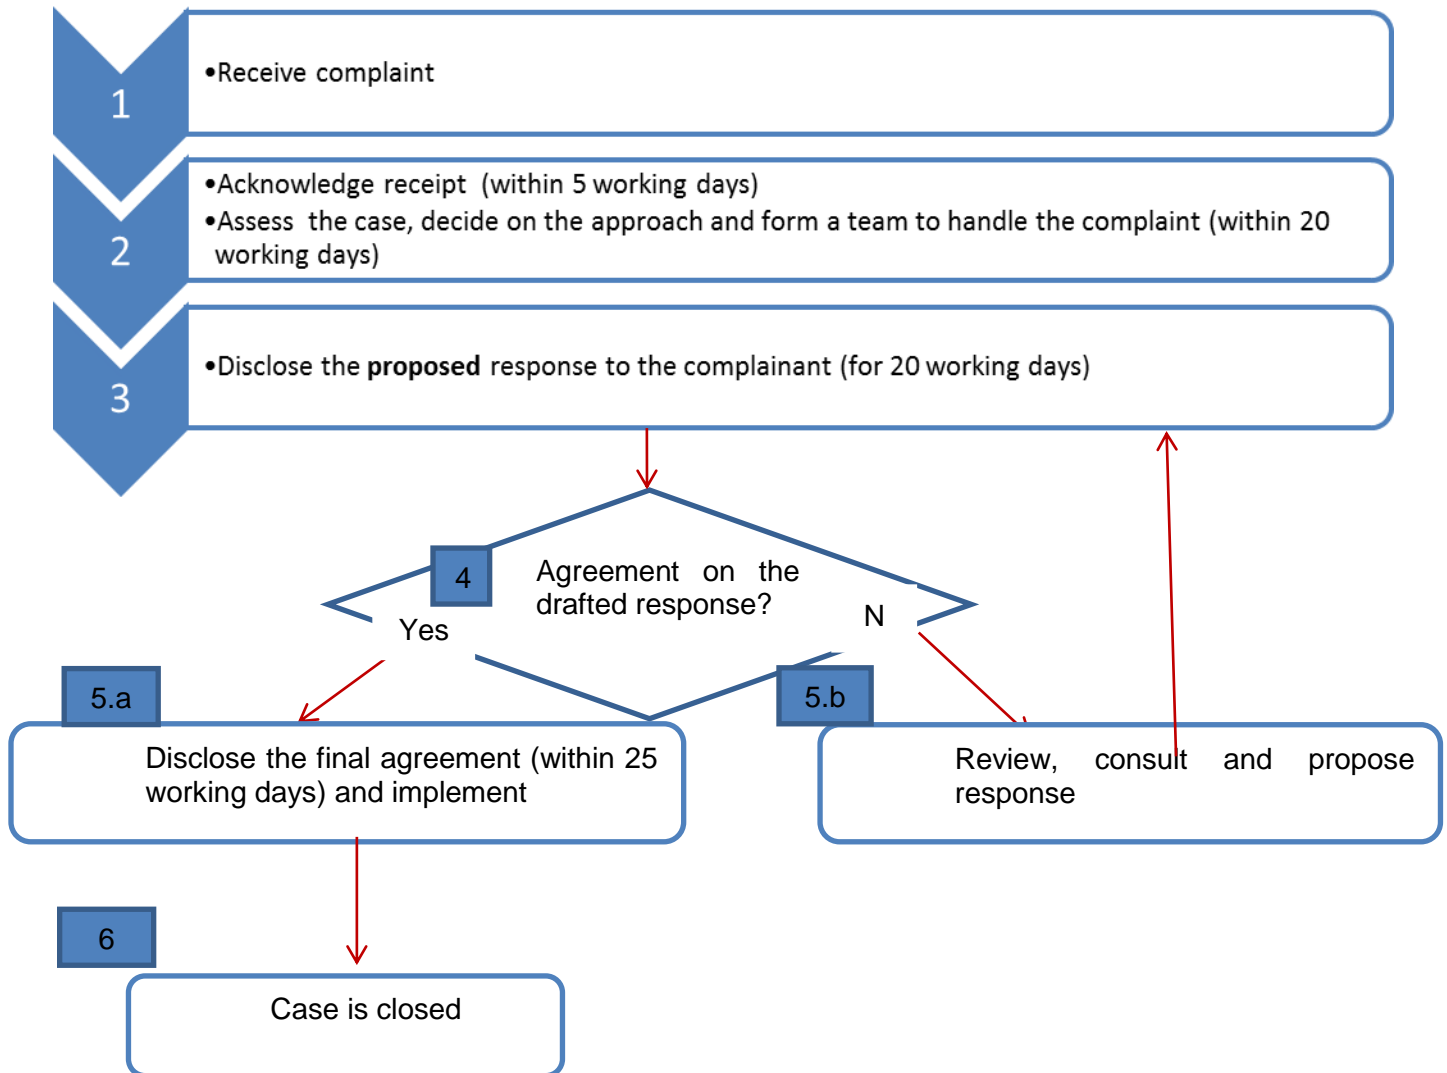 1
•Receive complaint
2
•Acknowledge receipt (within 5 working days)
•Assess the case, decide on the approach and form a team to handle the complaint (within 20
working days)
3
•Disclose the proposed response to the complainant (for 20 working days)
4
Agreement on the
drafted response?
Yes
N
5.a
Disclose the final agreement (within 25
working days) and implement
5.b
Review, consult and propose
response
6
Case is closed